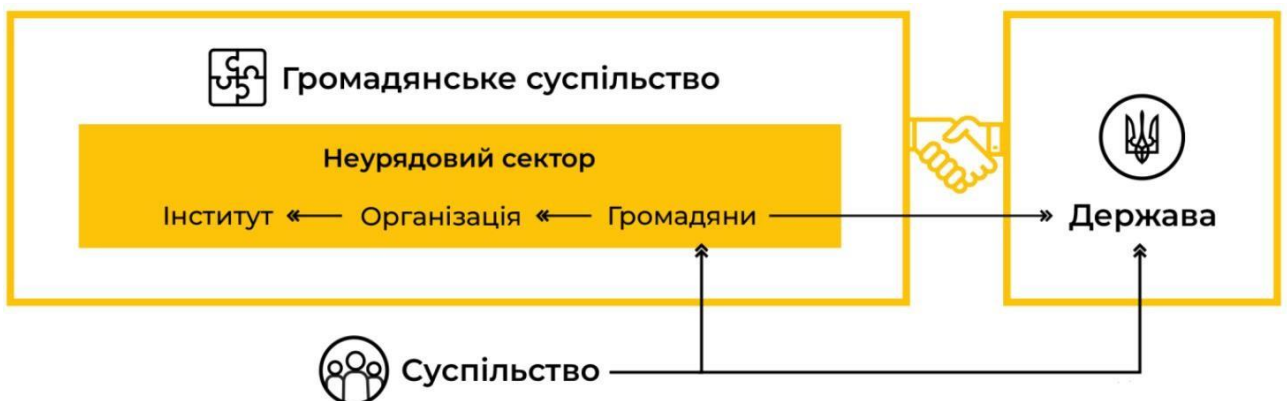 Громадянське суспільство
Неурядовий сектор
Інститут Організація Громадяни Держава
Суспільство